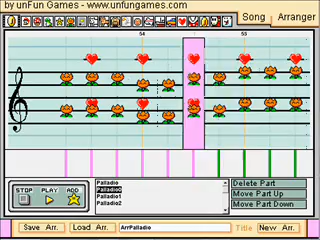 by unFun Games - www.unfungames.com
Song Arranger
54 53
STOP PLAY ADD
Palladio
Palladio0
Palladio1
Palladio2
Delete Part
Move Part Up
Move Part Down
Save Arr. Load Arr. ArrPalladio Title New Arr.